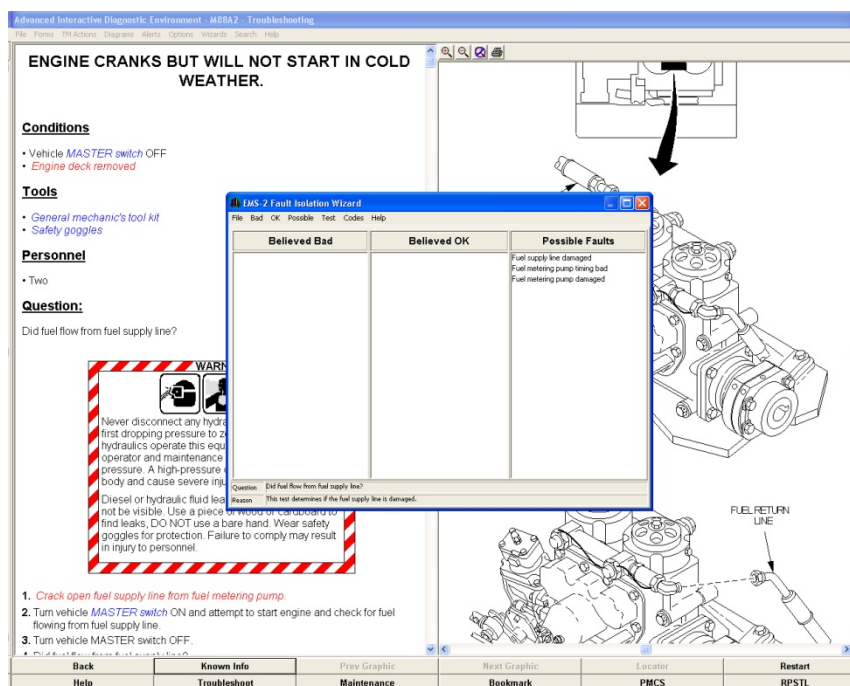 Advanced Interactive Diagnostic Environment - M88A2 - Troubleshooting
File Forms TM Actions Diagrams Alerts Options Wizards Search Help
ENGINE CRANKS BUT WILL NOT START IN COLD
WEATHER.
Conditions
• Vehicle MASTER switch OFF
• Engine deck removed
Tools
• General mechanic's tool kit
• Safety goggles
Personnel
• Two
Question:
Did fuel flow from fuel supply line?
WARN
Never disconnect any hydra
first dropping pressure to z
hydraulics operate this equi
operator and maintenance
pressure. A high-pressure
body and cause severe inju
Diesel or hydraulic fluid lea
not be visible. Use a piece of wood or cardboard to
find leaks, DO NOT use a bare hand. Wear safety
goggles for protection. Failure to comply may result
in injury to personnel.
1. Crack open fuel supply line from fuel metering pump.
2. Turn vehicle MASTER switch ON and attempt to start engine and check for fuel
flowing from fuel supply line.
3. Turn vehicle MASTER switch OFF.
EMS-2 Fault Isolation Wizard
File Bad OK Possible Test Codes Help
Believed Bad Believed OK Possible Faults
Fuel supply line damaged
Fuel metering pump timing bad
Fuel metering pump damaged
Question Did fuel flow from fuel supply line?
Reason This test determines if the fuel supply line is damaged.
FUEL RETURN
LINE
Back Known Info Prev Graphic Next Graphic Locator Restart
Help Troubleshoot Maintenance Bookmark PMCS RPSTL